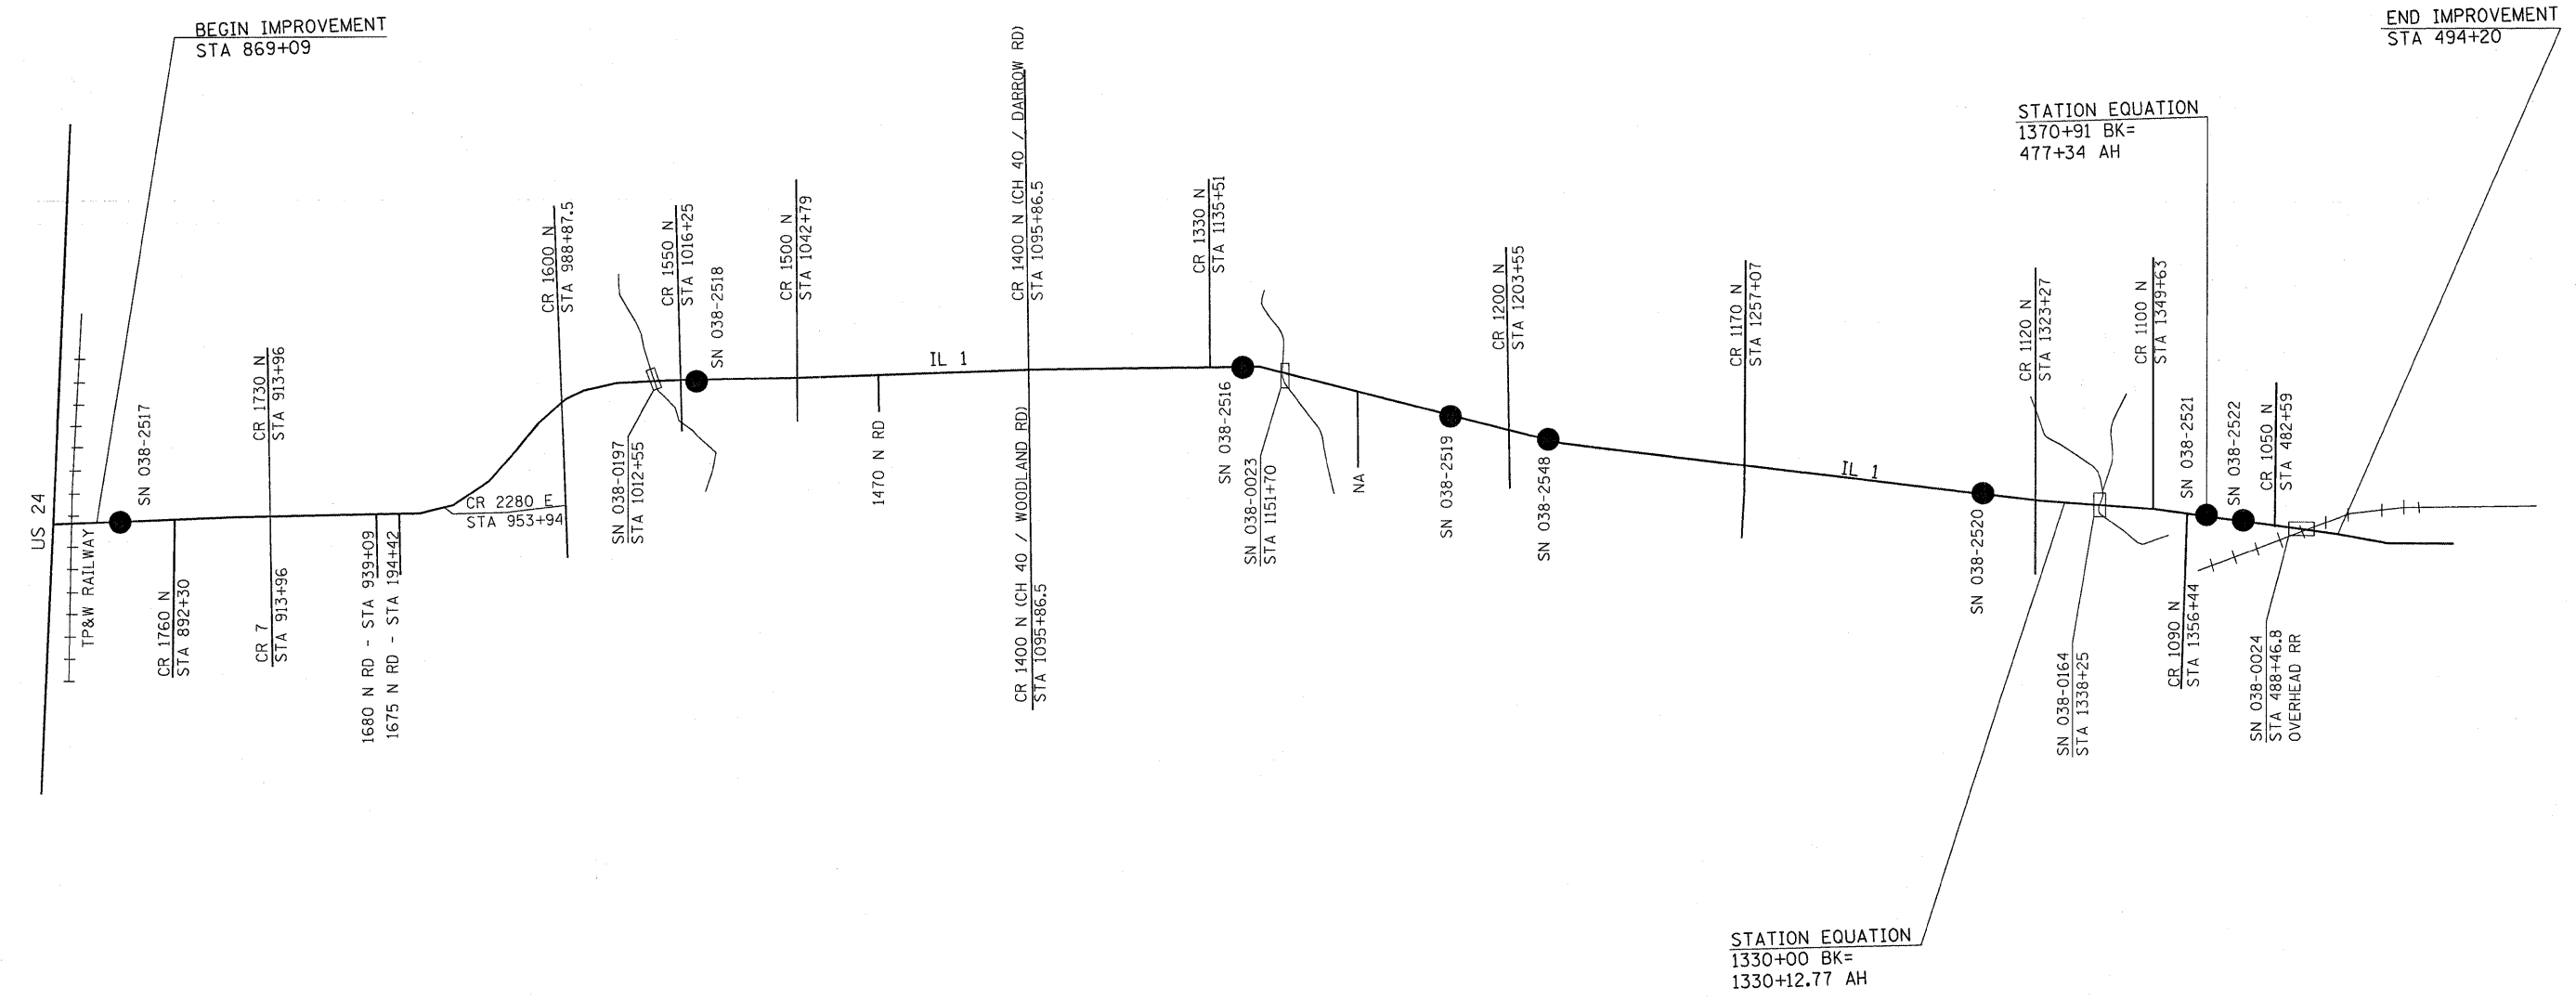 BEGIN IMPROVEMENT
STA 869+09
END IMPROVEMENT
STA 494+20
STATION EQUATION
1370+91 BK=
477+34 AH
US 24
TP&W RAILWAY
SN 038-2517
CR 1760 N
STA 892+30
CR 1730 N
STA 913+96
CR 7
STA 913+96
1680 N RD - STA 939+09
1675 N RD - STA 194+42
CR 2280 E
STA 953+94
CR 1600 N
STA 988+87.5
SN 038-0197
STA 1012+55
CR 1550 N
STA 1016+25
SN 038-2518
CR 1500 N
STA 1042+79
1470 N RD
IL 1
CR 1400 N (CH 40 / DARROW RD)
STA 1095+86.5
CR 1400 N (CH 40 / WOODLAND RD)
STA 1095+86.5
CR 1330 N
STA 1135+51
SN 038-2516
SN 038-0023
STA 1151+70
NA
SN 038-2519
CR 1200 N
STA 1203+55
SN 038-2548
CR 1170 N
STA 1257+07
IL 1
SN 038-2520
CR 1120 N
STA 1323+27
SN 038-0164
STA 1338+25
CR 1100 N
STA 1349+63
CR 1090 N
STA 1356+44
SN 038-2521
SN 038-2522
CR 1050 N
STA 482+59
SN 038-0024
STA 488+46.8
OVERHEAD RR
STATION EQUATION
1330+00 BK=
1330+12.77 AH